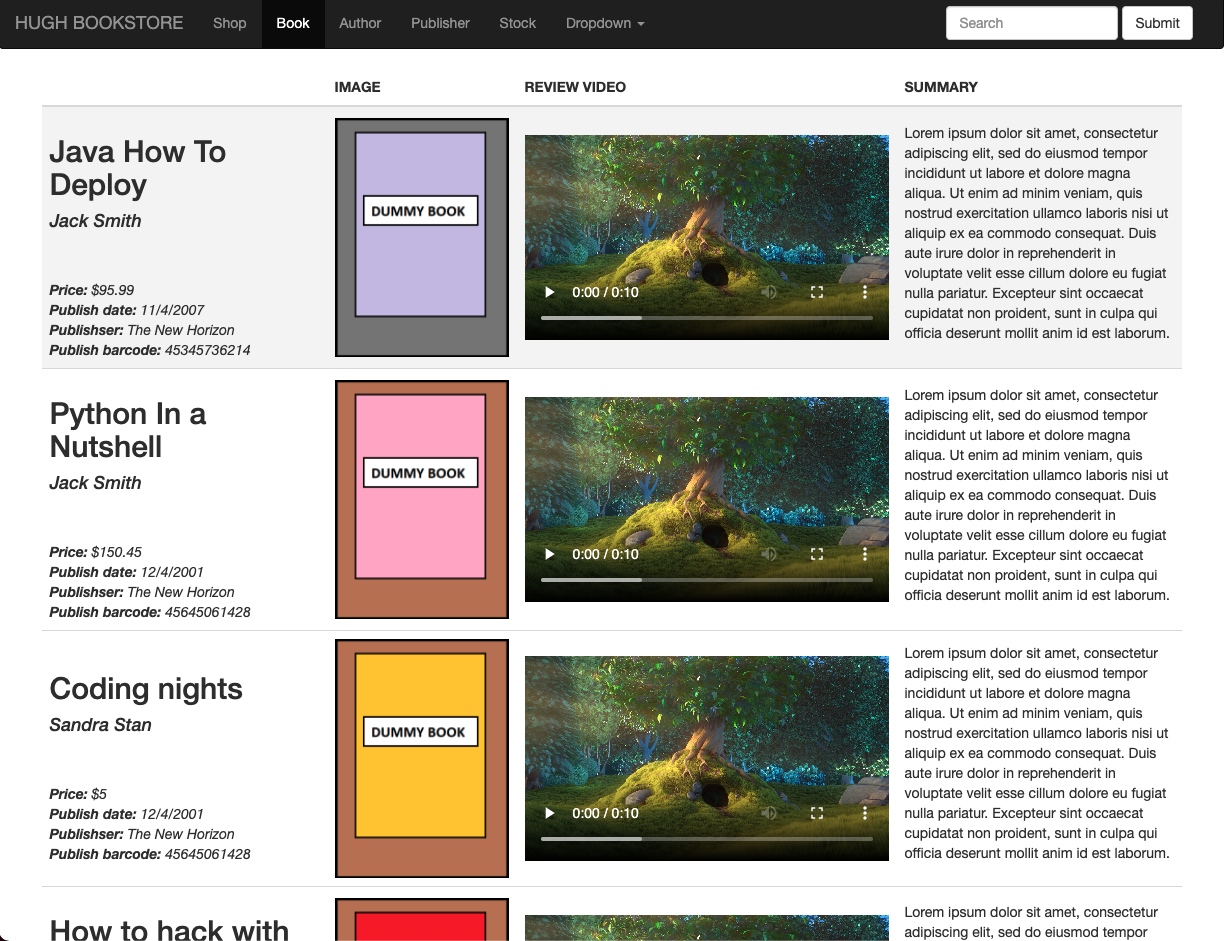 HUGH BOOKSTORE Shop Book Author Publisher Stock Dropdown Search Submit
IMAGE REVIEW VIDEO SUMMARY
Java How To
Deploy
Jack Smith
Price: $95.99
Publish date: 11/4/2007
Publishser: The New Horizon
Publish barcode: 45345736214
DUMMY BOOK
0:00 / 0:10
Lorem ipsum dolor sit amet, consectetur
adipiscing elit, sed do eiusmod tempor
incididunt ut labore et dolore magna
aliqua. Ut enim ad minim veniam, quis
nostrud exercitation ullamco laboris nisi ut
aliquip ex ea commodo consequat. Duis
aute irure dolor in reprehenderit in
voluptate velit esse cillum dolore eu fugiat
nulla pariatur. Excepteur sint occaecat
cupidatat non proident, sunt in culpa qui
officia deserunt mollit anim id est laborum.
Python In a
Nutshell
Jack Smith
Price: $150.45
Publish date: 12/4/2001
Publishser: The New Horizon
Publish barcode: 45645061428
DUMMY BOOK
0:00 / 0:10
Lorem ipsum dolor sit amet, consectetur
adipiscing elit, sed do eiusmod tempor
incididunt ut labore et dolore magna
aliqua. Ut enim ad minim veniam, quis
nostrud exercitation ullamco laboris nisi ut
aliquip ex ea commodo consequat. Duis
aute irure dolor in reprehenderit in
voluptate velit esse cillum dolore eu fugiat
nulla pariatur. Excepteur sint occaecat
cupidatat non proident, sunt in culpa qui
officia deserunt mollit anim id est laborum.
Coding nights
Sandra Stan
Price: $5
Publish date: 12/4/2001
Publishser: The New Horizon
Publish barcode: 45645061428
DUMMY BOOK
0:00 / 0:10
Lorem ipsum dolor sit amet, consectetur
adipiscing elit, sed do eiusmod tempor
incididunt ut labore et dolore magna
aliqua. Ut enim ad minim veniam, quis
nostrud exercitation ullamco laboris nisi ut
aliquip ex ea commodo consequat. Duis
aute irure dolor in reprehenderit in
voluptate velit esse cillum dolore eu fugiat
nulla pariatur. Excepteur sint occaecat
cupidatat non proident, sunt in culpa qui
officia deserunt mollit anim id est laborum.
How to hack with
Lorem ipsum dolor sit amet, consectetur
adipiscing elit, sed do eiusmod tempor